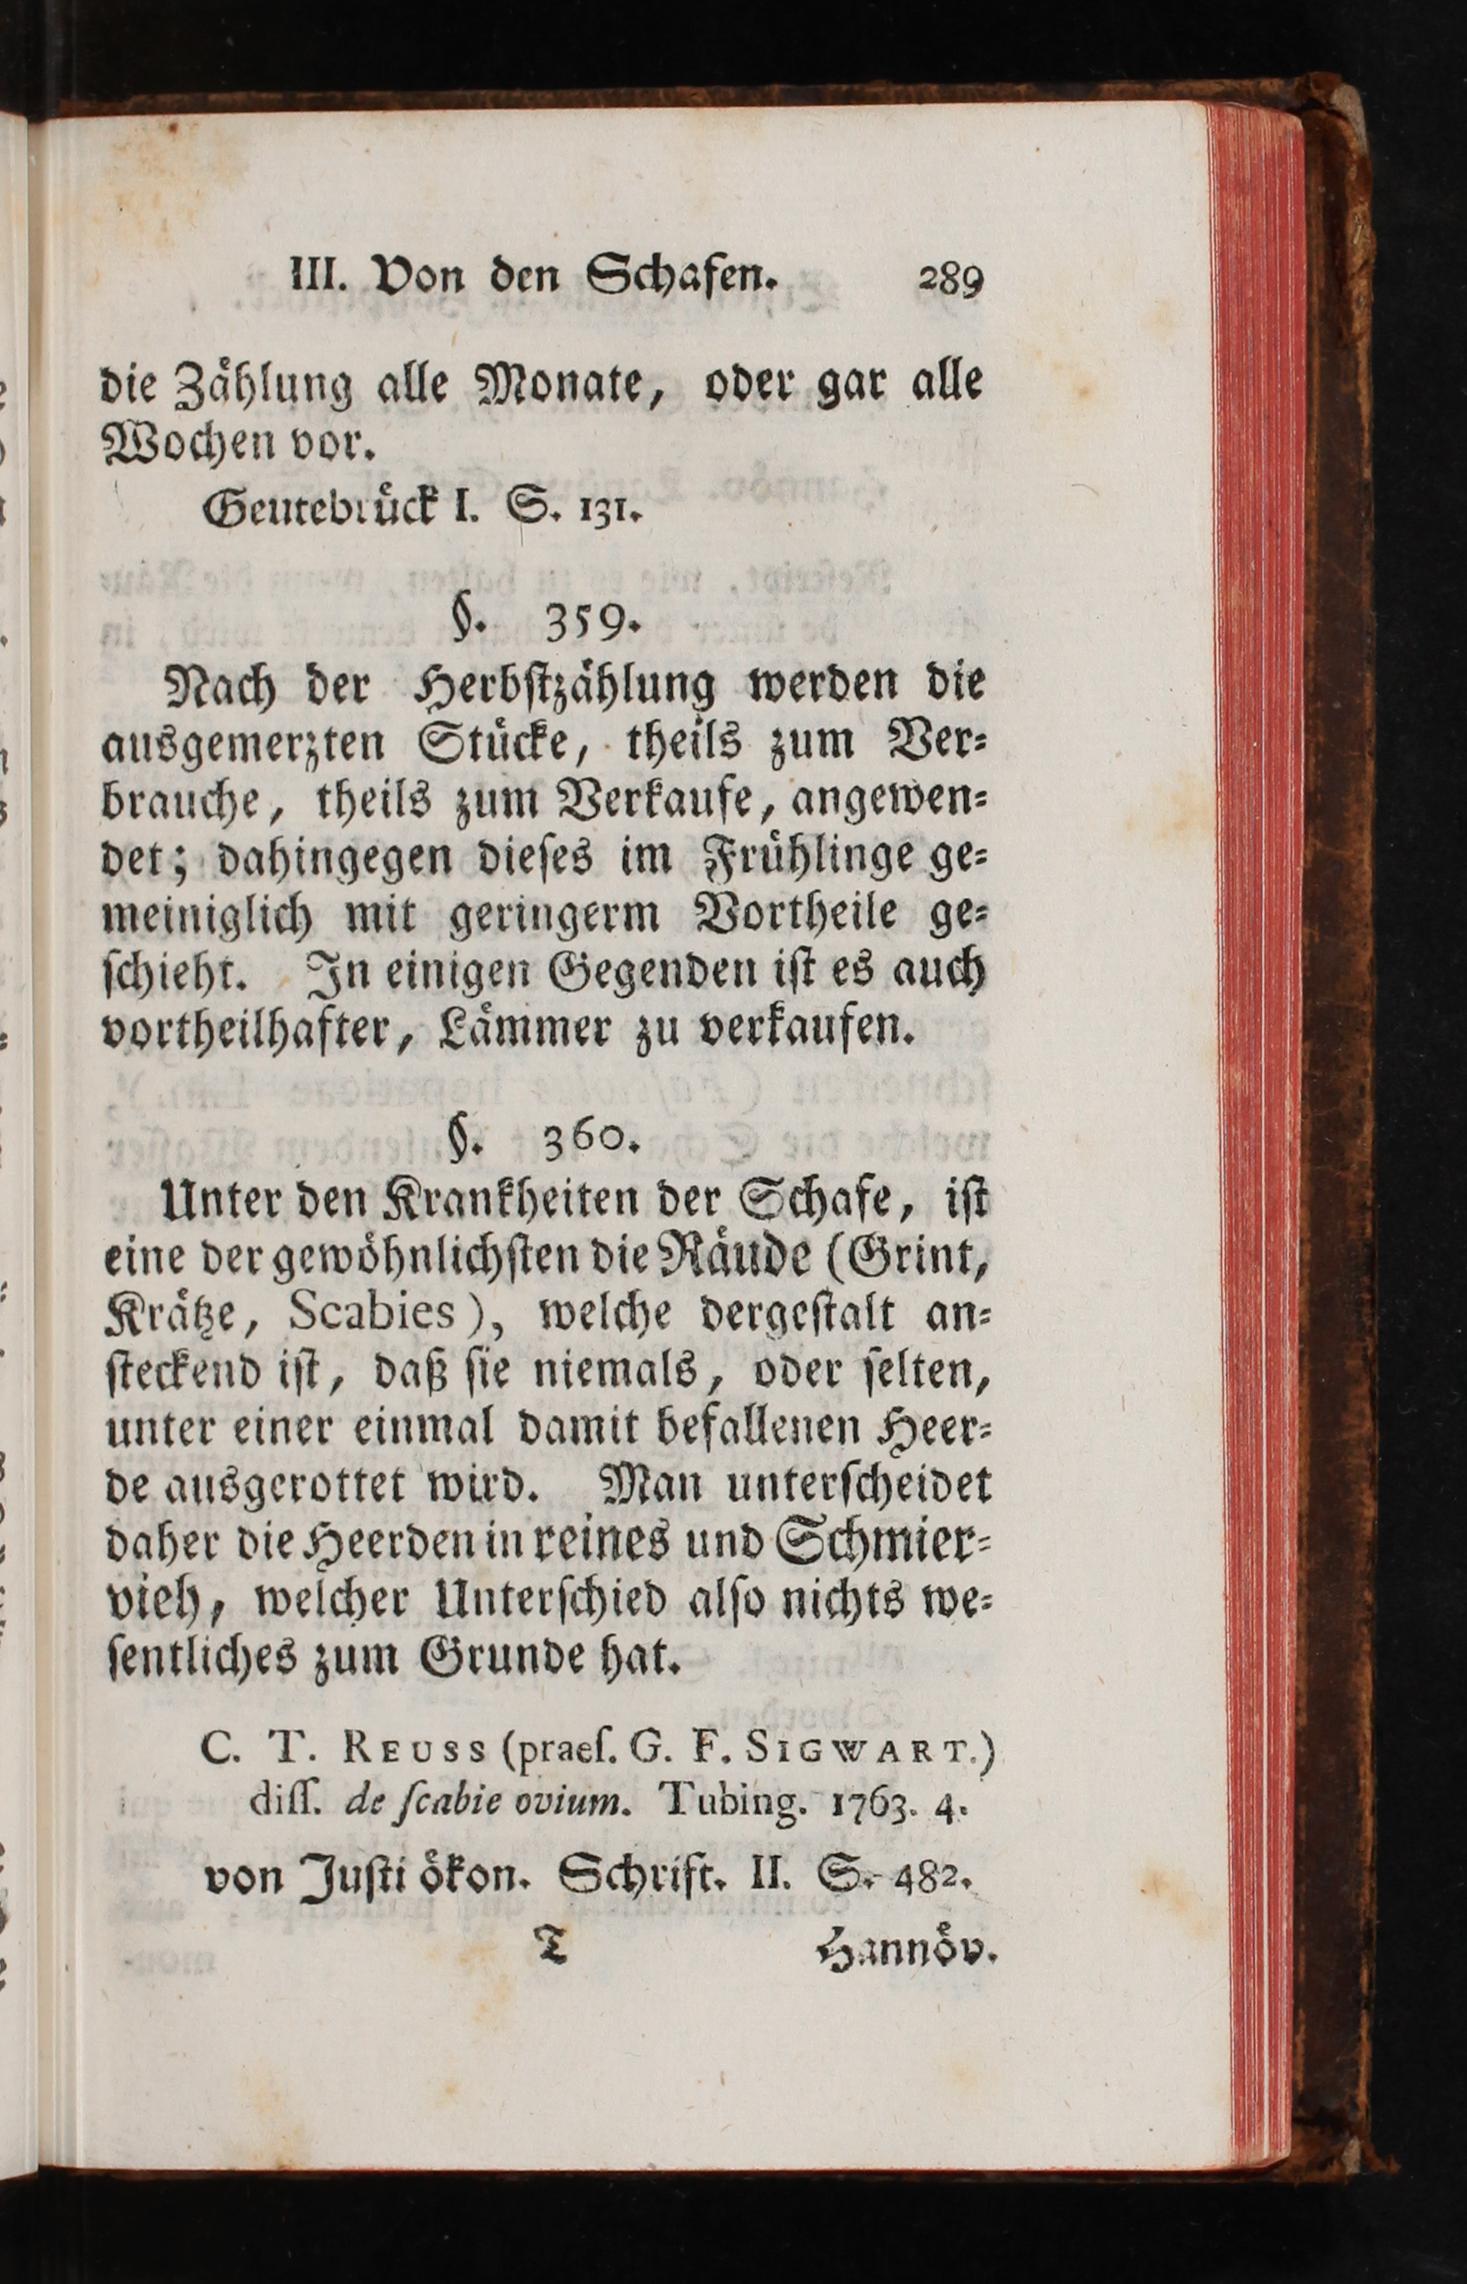 III. Von den Schafen. 289
die Zählung alle Monate, oder gar alle
Wochen vor.
Geutebrück I. S. 131.
§. 359.
Nach der Herbstzählung werden die
ausgemerzten Stücke, theils zum Ver-
brauche, theils zum Verkaufe, angewen-
det; dahingegen dieses im Frühlinge ge-
meiniglich mit geringerm Vortheile ge-
schieht. In einigen Gegenden ist es auch
vortheilhafter, Lämmer zu verkaufen.
§. 360.
Unter den Krankheiten der Schafe, ist
eine der gewöhnlichsten die Räude (Grint,
Krätze, Scabies), welche dergestalt an-
steckend ist, daß sie niemals, oder selten,
unter einer einmal damit befallenen Heer-
de ausgerottet wird. Man unterscheidet
daher die Heerden in reines und Schmier-
vieh, welcher Unterschied also nichts we-
sentliches zum Grunde hat.
C. T. REUSS (praeſ. G. F. SIGWART.)
diſſ. de ſcabie ovium. Tubing. 1763. 4.
von Justi ökon. Schrift. II. S. 482.
T Hannöv.